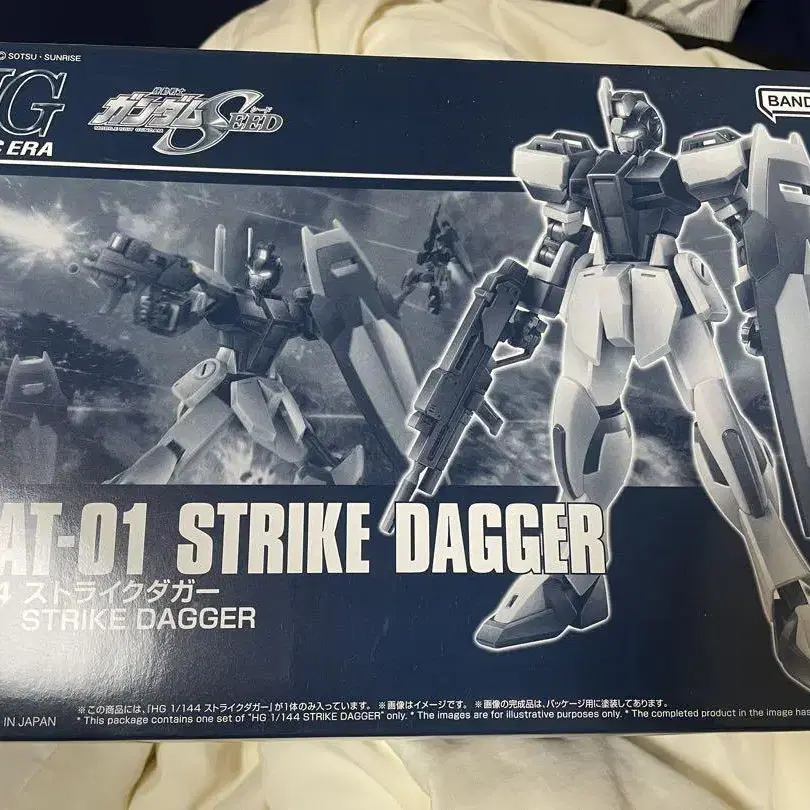 © SOTSU・SUNRISE
HG
C ERA
機動戦士
ガンダムSEED
シード
MOBILE SUIT GUNDAM
BAND
AT-01 STRIKE DAGGER
4 ストライクダガー
STRIKE DAGGER
※この商品には、「HG 1/144 ストライクダガー」が1体のみ入っています。 ※画像はイメージです。 ※画像の完成品は、パッケージ用に塗装してあります。
IN JAPAN
* This package contains one set of "HG 1/144 STRIKE DAGGER" only. * The images are for illustrative purposes only. * The completed product in the image has